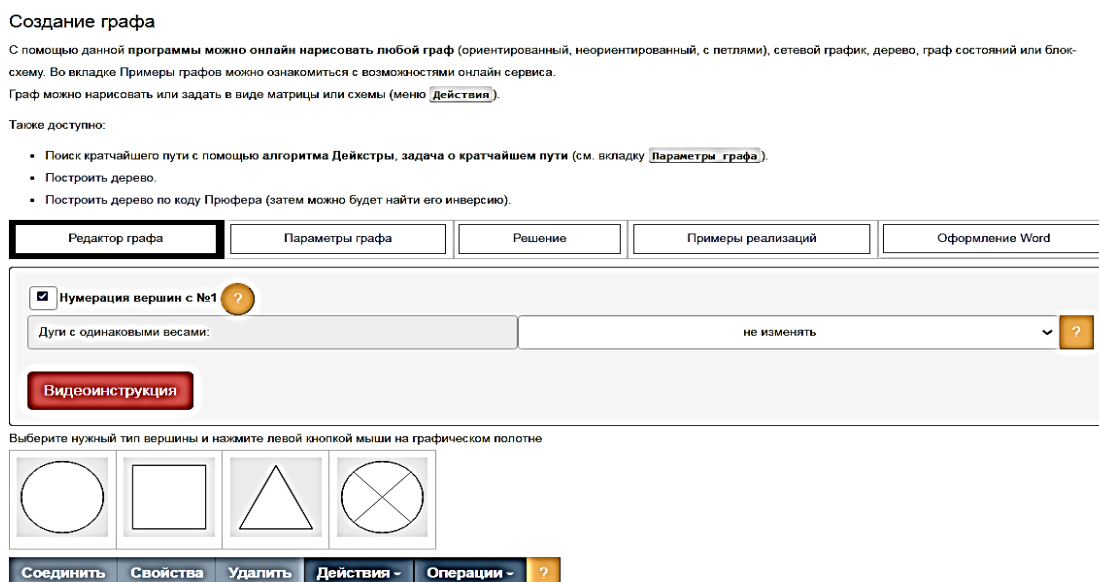 Создание графа
С помощью данной программы можно онлайн нарисовать любой граф (ориентированный, неориентированный, с петлями), сетевой график, дерево, граф состояний или блок-
схему. Во вкладке Примеры графов можно ознакомиться с возможностями онлайн сервиса.
Граф можно нарисовать или задать в виде матрицы или схемы (меню Действия).
Также доступно:
▪ Поиск кратчайшего пути с помощью алгоритма Дейкстры, задача о кратчайшем пути (см. вкладку Параметры графа).
▪ Построить дерево.
▪ Построить дерево по коду Прюфера (затем можно будет найти его инверсию).
Редактор графа Параметры графа Решение Примеры реализаций Оформление Word
Нумерация вершин с №1 ?
Дуги с одинаковыми весами: не изменять ?
Видеоинструкция
Выберите нужный тип вершины и нажмите левой кнопкой мыши на графическом полотне
Соединить Свойства Удалить Действия Операции ?